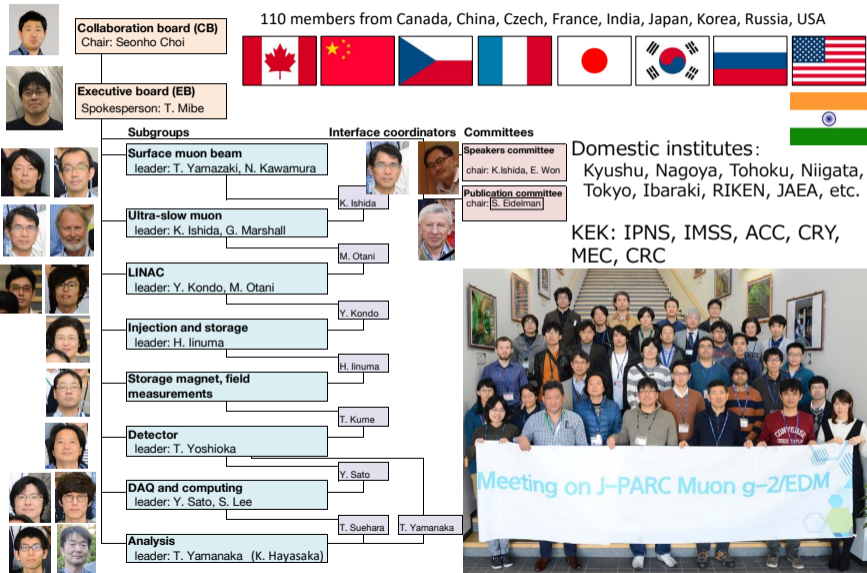 Collaboration board (CB)
Chair: Seonho Choi
110 members from Canada, China, Czech, France, India, Japan, Korea, Russia, USA
Executive board (EB)
Spokesperson: T. Mibe
Subgroups
Interface coordinators
Committees
Surface muon beam
leader: T. Yamazaki, N. Kawamura
K. Ishida
Ultra-slow muon
leader: K. Ishida, G. Marshall
M. Otani
LINAC
leader: Y. Kondo, M. Otani
Y. Kondo
Injection and storage
leader: H. Iinuma
H. Iinuma
Storage magnet, field
measurements
T. Kume
Detector
leader: T. Yoshioka
Y. Sato
DAQ and computing
leader: Y. Sato, S. Lee
T. Suehara
T. Yamanaka
Analysis
leader: T. Yamanaka (K. Hayasaka)
Speakers committee
chair: K.Ishida, E. Won
Publication committee
chair: S. Eidelman
Domestic institutes:
Kyushu, Nagoya, Tohoku, Niigata,
Tokyo, Ibaraki, RIKEN, JAEA, etc.
KEK: IPNS, IMSS, ACC, CRY,
MEC, CRC
CONVERSE
Meeting on J-PARC Muon g-2/EDM